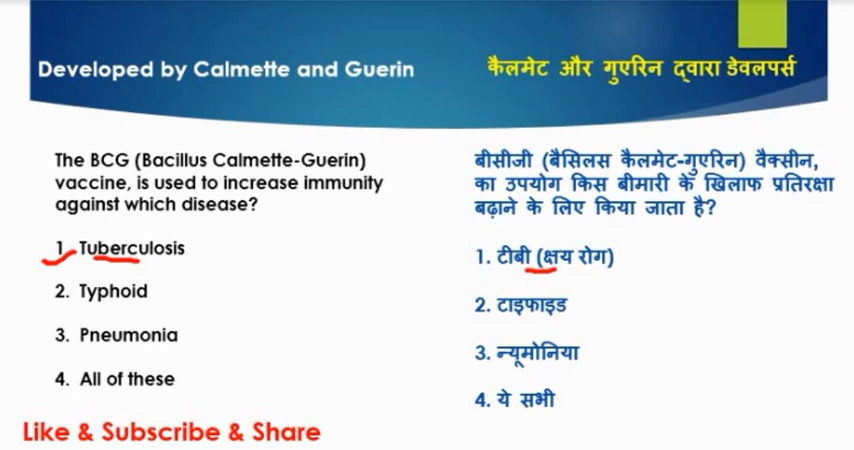 Developed by Calmette and Guerin
कैलमेट और गुएरिन द्वारा डेवलपर्स
The BCG (Bacillus Calmette-Guerin)
vaccine, is used to increase immunity
against which disease?
1 Tuberculosis
2. Typhoid
3. Pneumonia
4. All of these
बीसीजी (बैसिलस कैलमेट-गुएरिन) वैक्सीन,
का उपयोग किस बीमारी के खिलाफ प्रतिरक्षा
बढ़ाने के लिए किया जाता है?
1. टीबी (क्षय रोग)
2. टाइफाइड
3. न्यूमोनिया
4. ये सभी
Like & Subscribe & Share